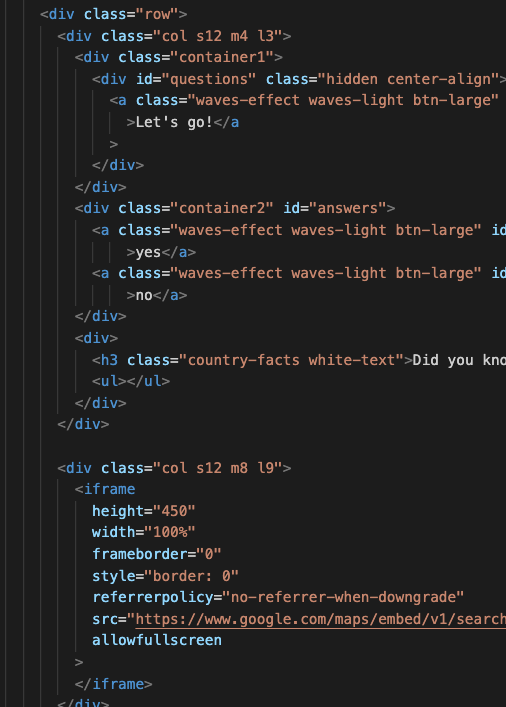 <div class="row">
<div class="col s12 m4 l3">
<div class="container1">
<div id="questions" class="hidden center-align">
<a class="waves-effect waves-light btn-large"
>Let's go!</a
>
</div>
</div>
<div class="container2" id="answers">
<a class="waves-effect waves-light btn-large" id
>yes</a>
<a class="waves-effect waves-light btn-large" id
>no</a>
</div>
<div>
<h3 class="country-facts white-text">Did you kno
<ul></ul>
</div>
</div>
<div class="col s12 m8 l9">
<iframe
height="450"
width="100%"
frameborder="0"
style="border: 0"
referrerpolicy="no-referrer-when-downgrade"
src="https://www.google.com/maps/embed/v1/search
allowfullscreen
>
</iframe>
</div>